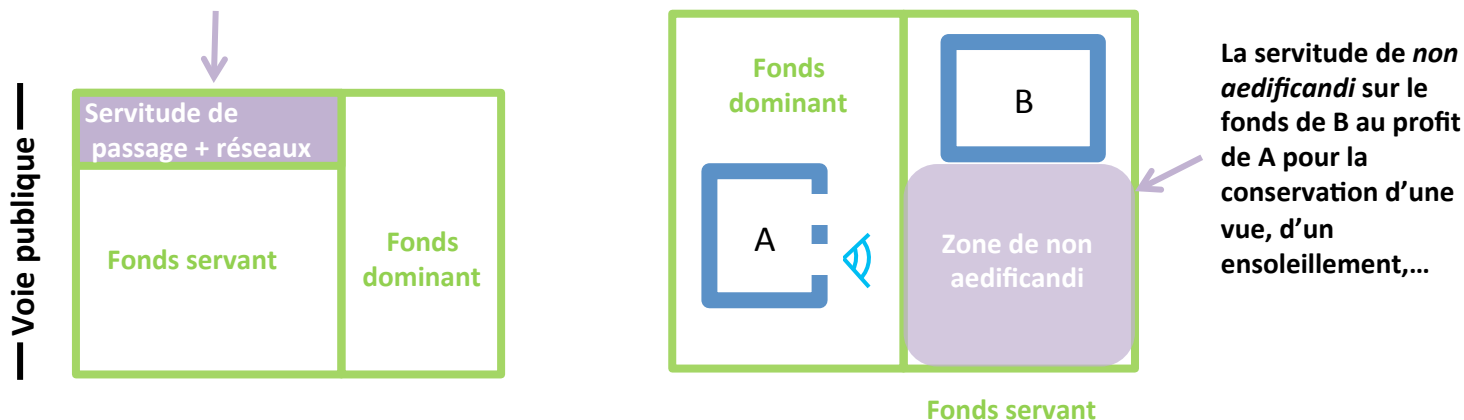 Voie publique
Servitude de
passage + réseaux
Fonds servant
Fonds
dominant
Fonds
dominant
A
B
Zone de non
aedificandi
Fonds servant
La servitude de non
aedificandi sur le
fonds de B au profit
de A pour la
conservation d’une
vue, d’un
ensoleillement,...